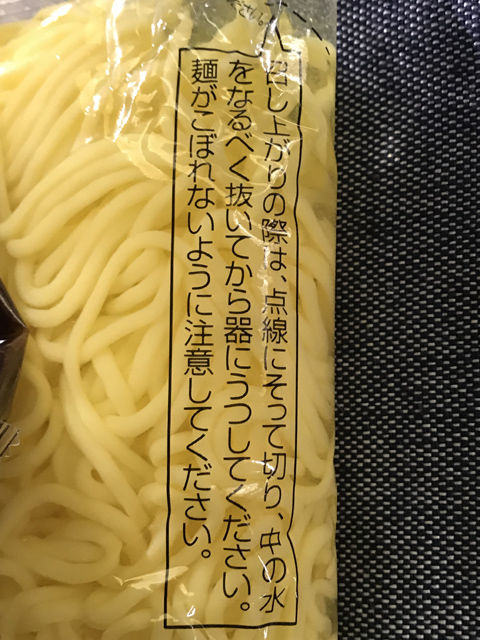 召し上がりの際は、点線にそって切り、中の水
をなるべく抜いてから器にうつしてください。
麺がこぼれないように注意してください。